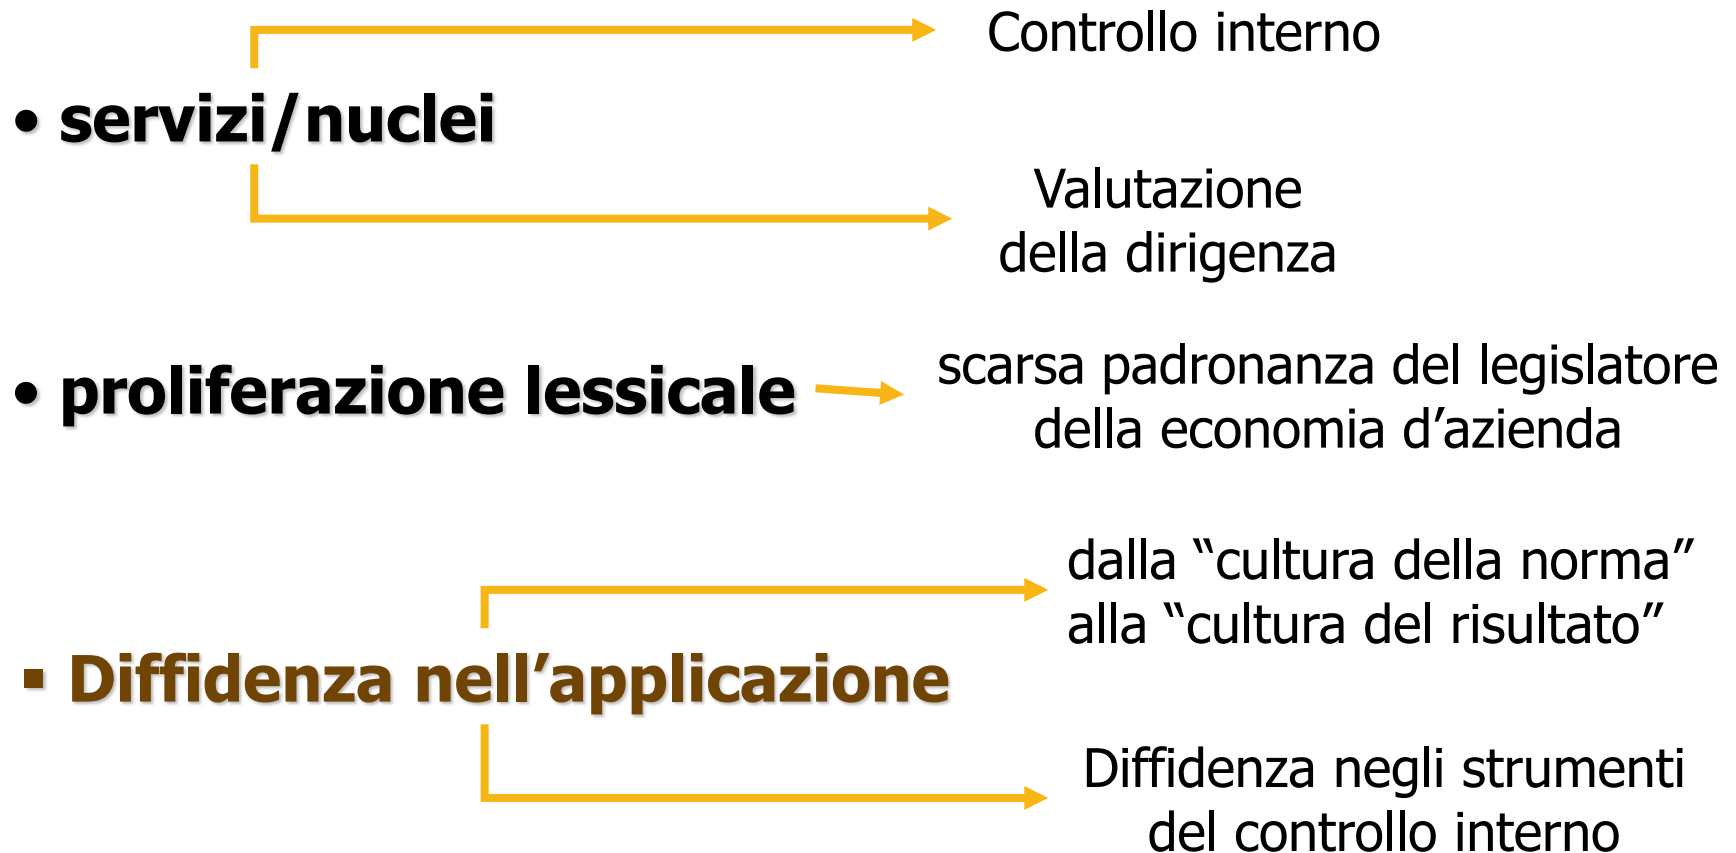 Controllo interno
• servizi/nuclei
Valutazione
della dirigenza
• proliferazione lessicale
scarsa padronanza del legislatore
della economia d’azienda
dalla “cultura della norma”
alla “cultura del risultato”
▪ Diffidenza nell’applicazione
Diffidenza negli strumenti
del controllo interno